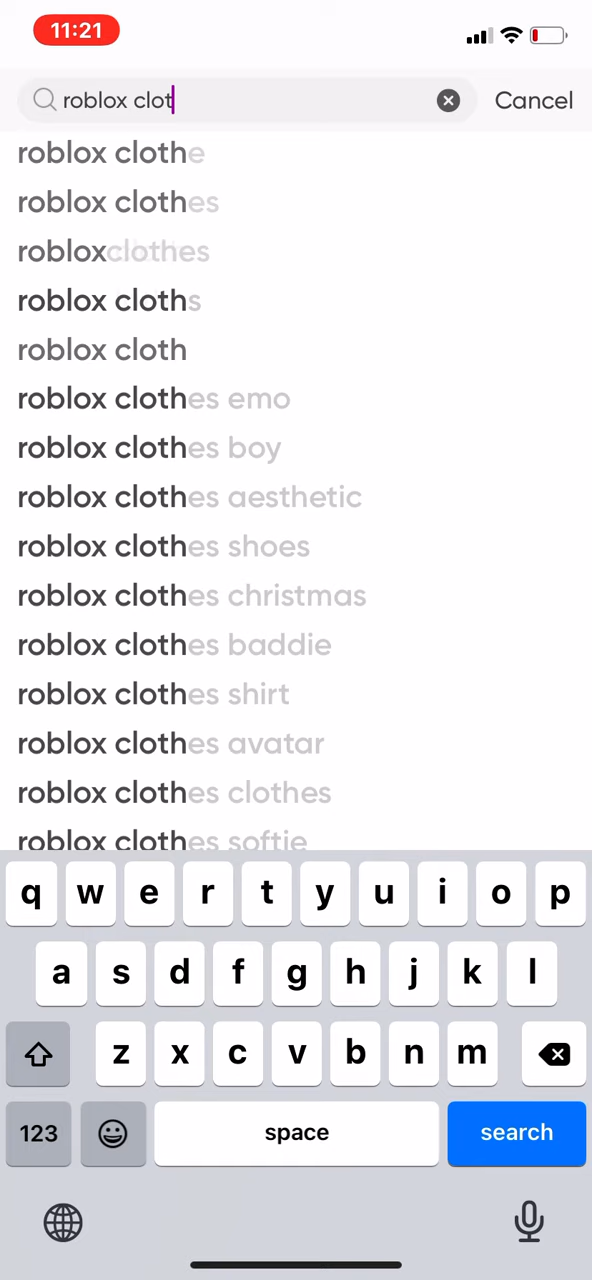 11:21
roblox clot
Cancel
roblox clothe
roblox clothes
robloxclothes
roblox cloths
roblox cloth
roblox clothes emo
roblox clothes boy
roblox clothes aesthetic
roblox clothes shoes
roblox clothes christmas
roblox clothes baddie
roblox clothes shirt
roblox clothes avatar
roblox clothes clothes
roblox clothes softie
q w e r t y u i o p
a s d f g h j k l
z x c v b n m
123 space search